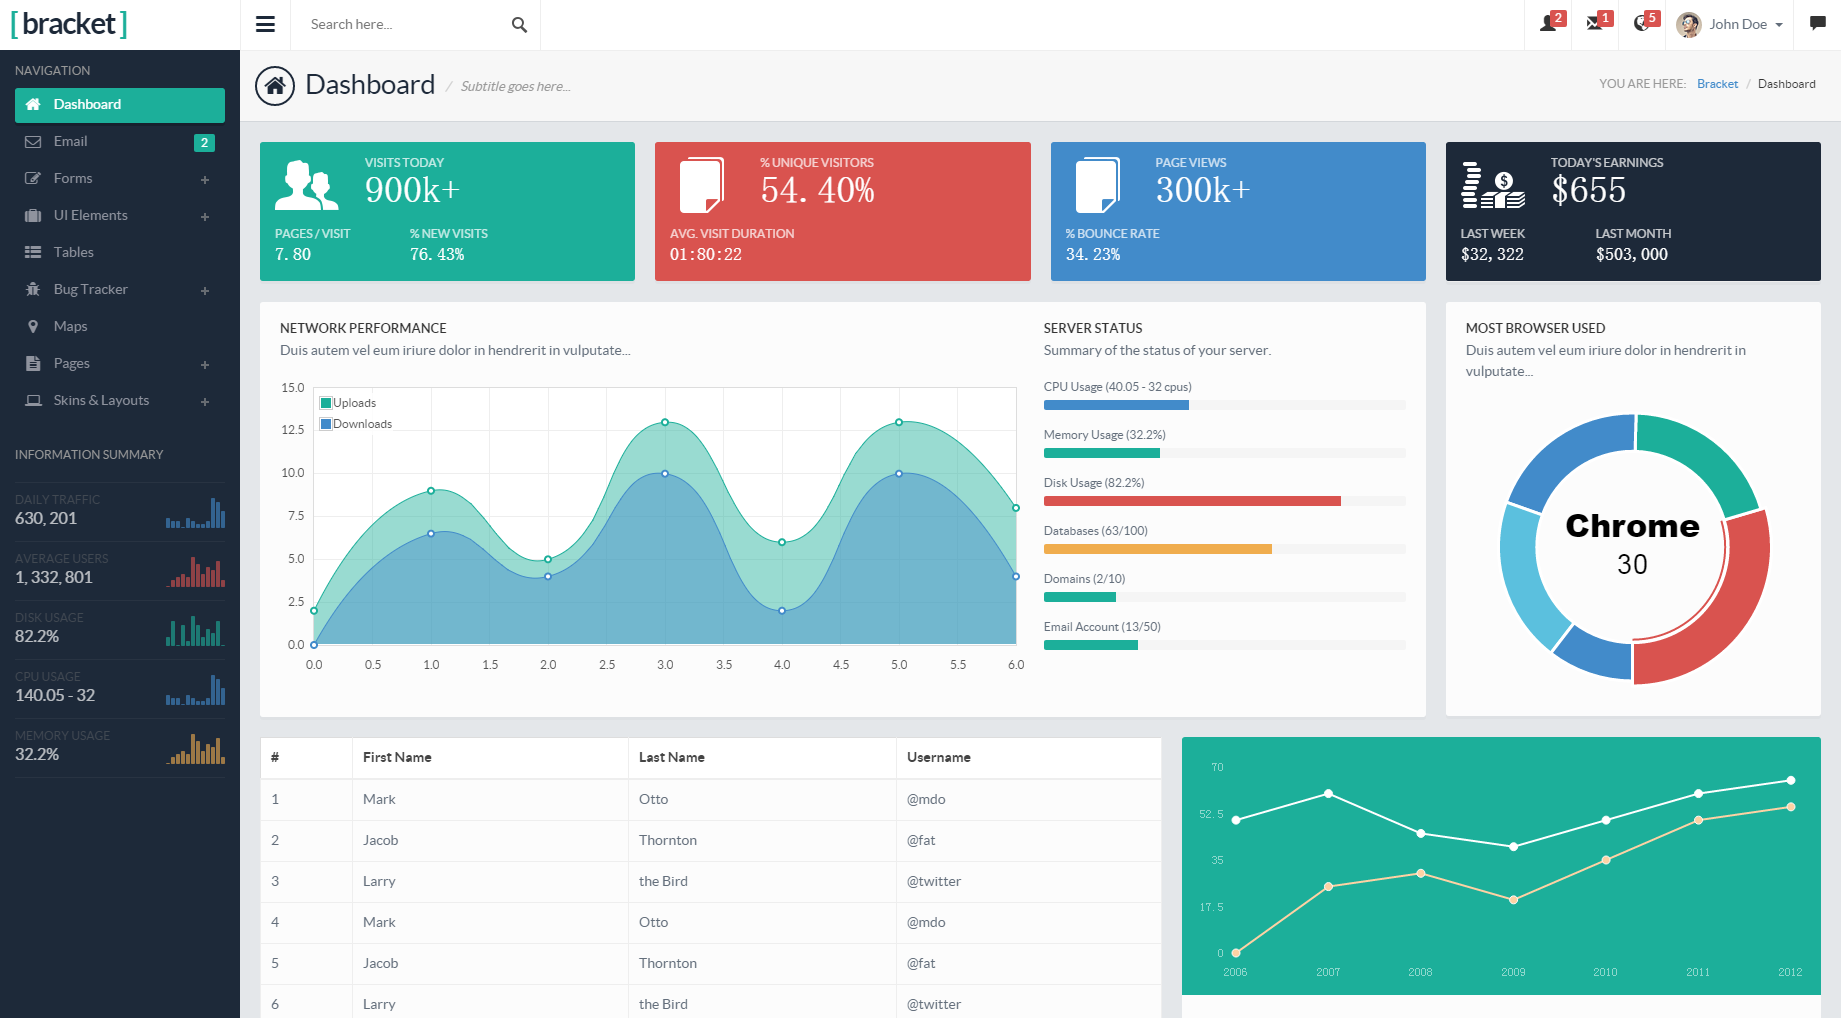 [bracket]
Search here...
2
1
5
John Doe
NAVIGATION
Dashboard
Email
2
Forms
UI Elements
Tables
Bug Tracker
Maps
Pages
Skins & Layouts
INFORMATION SUMMARY
DAILY TRAFFIC
630, 201
AVERAGE USERS
1, 332, 801
DISK USAGE
82.2%
CPU USAGE
140.05 - 32
MEMORY USAGE
32.2%
Dashboard / Subtitle goes here...
YOU ARE HERE: Bracket / Dashboard
VISITS TODAY
900k+
PAGES / VISIT
7.80
% NEW VISITS
76.43%
% UNIQUE VISITORS
54.40%
AVG. VISIT DURATION
01:80:22
PAGE VIEWS
300k+
% BOUNCE RATE
34.23%
TODAY'S EARNINGS
$655
LAST WEEK
$32,322
LAST MONTH
$503,000
NETWORK PERFORMANCE
Duis autem vel eum iriure dolor in hendrerit in vulputate...
Uploads
Downloads
15.0
12.5
10.0
7.5
5.0
2.5
0.0
0.0 0.5 1.0 1.5 2.0 2.5 3.0 3.5 4.0 4.5 5.0 5.5 6.0
SERVER STATUS
Summary of the status of your server.
CPU Usage (40.05 - 32 cpus)
Memory Usage (32.2%)
Disk Usage (82.2%)
Databases (63/100)
Domains (2/10)
Email Account (13/50)
MOST BROWSER USED
Duis autem vel eum iriure dolor in hendrerit in
vulputate...
Chrome
30
# First Name Last Name Username
1 Mark Otto @mdo
2 Jacob Thornton @fat
3 Larry the Bird @twitter
4 Mark Otto @mdo
5 Jacob Thornton @fat
6 Larry the Bird @twitter
70
52.5
35
17.5
0
2006 2007 2008 2009 2010 2011 2012